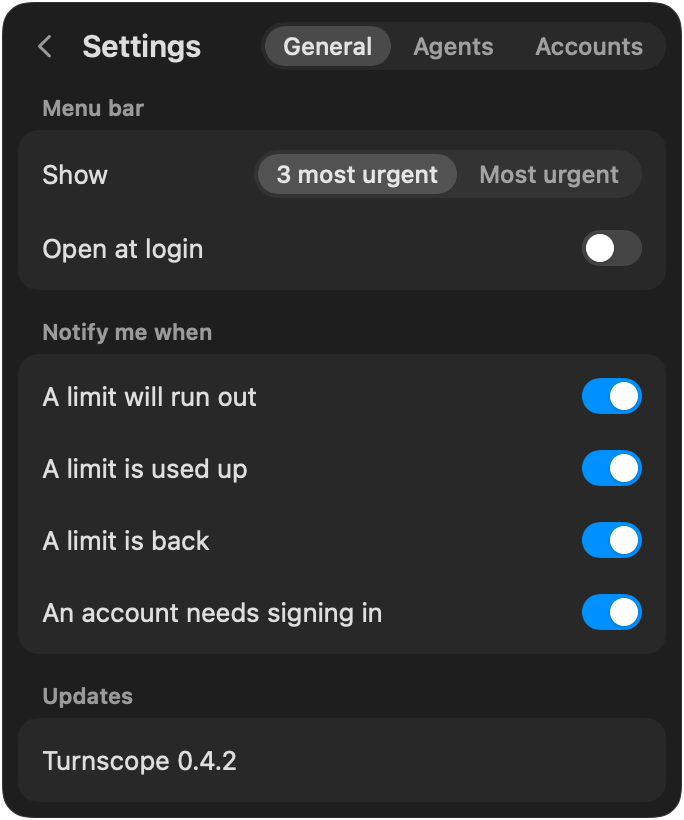 Settings
General
Agents
Accounts
Menu bar
Show
3 most urgent
Most urgent
Open at login
Notify me when
A limit will run out
A limit is used up
A limit is back
An account needs signing in
Updates
Turnscope 0.4.2